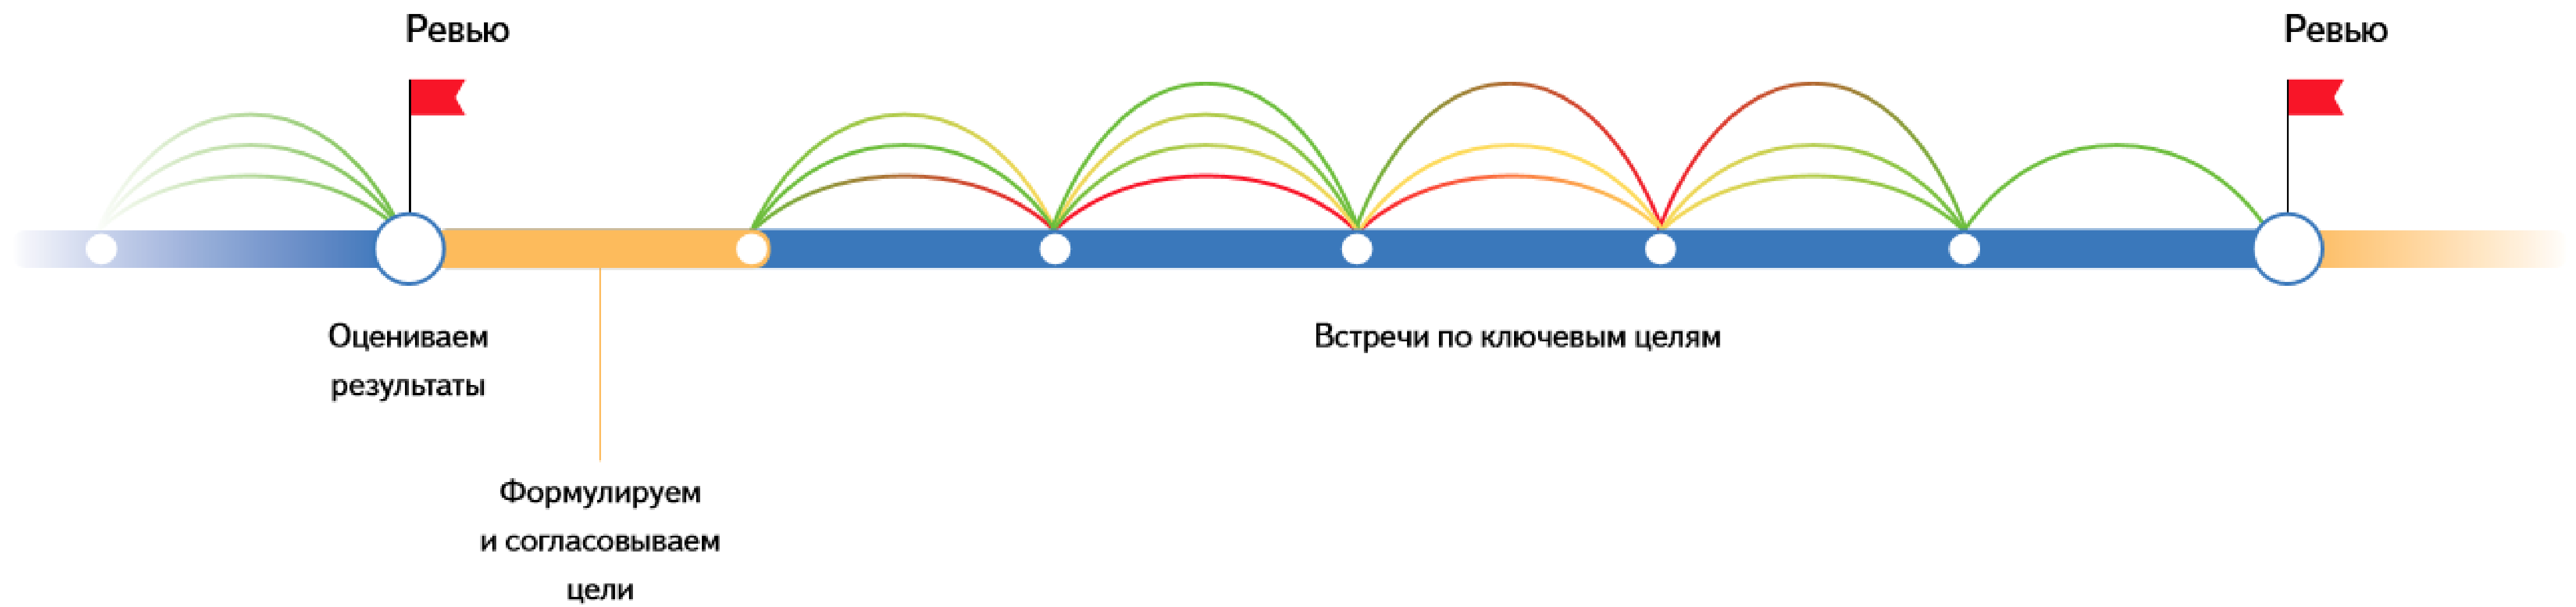 Ревью
Ревью
Оцениваем
результаты
Встречи по ключевым целям
Формулируем
и согласовываем
цели